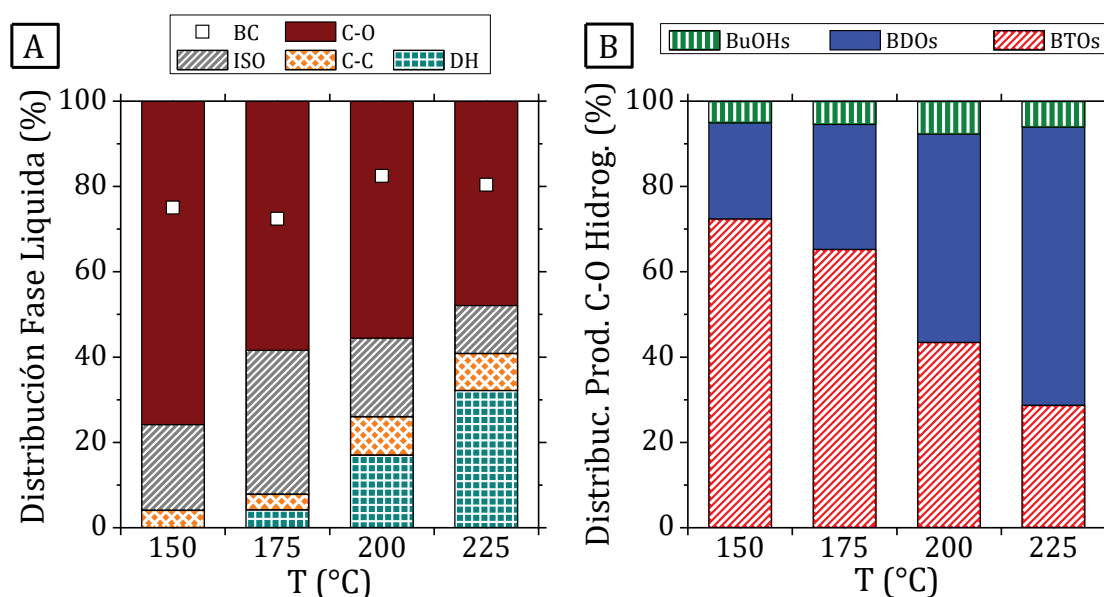 A
BC C-O
ISO C-C DH
Distribución Fase Liquida (%)
100
80
60
40
20
0
150 175 200 225
T (°C)
B
BuOHs BDOs BTOs
Distribuc. Prod. C-O Hidrog. (%)
100
80
60
40
20
0
150 175 200 225
T (°C)